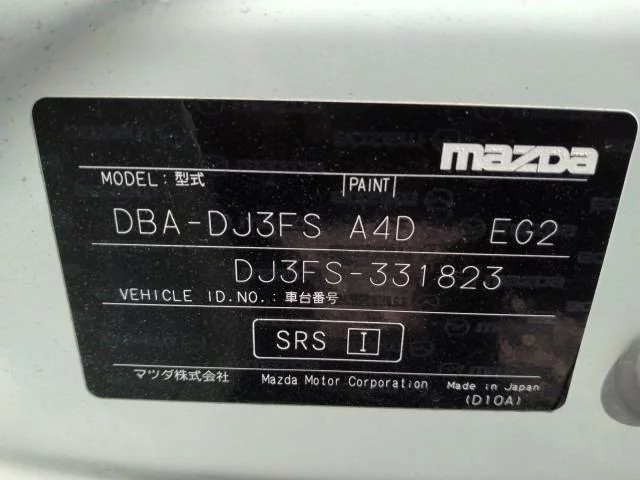 mazda
MODEL:型式 |PAINT|
DBA-DJ3FS A4D EG2
DJ3FS-331823
VEHICLE ID.NO.:車台番号
SRS I
マツダ株式会社 Mazda Motor Corporation Made in Japan
(D10A)